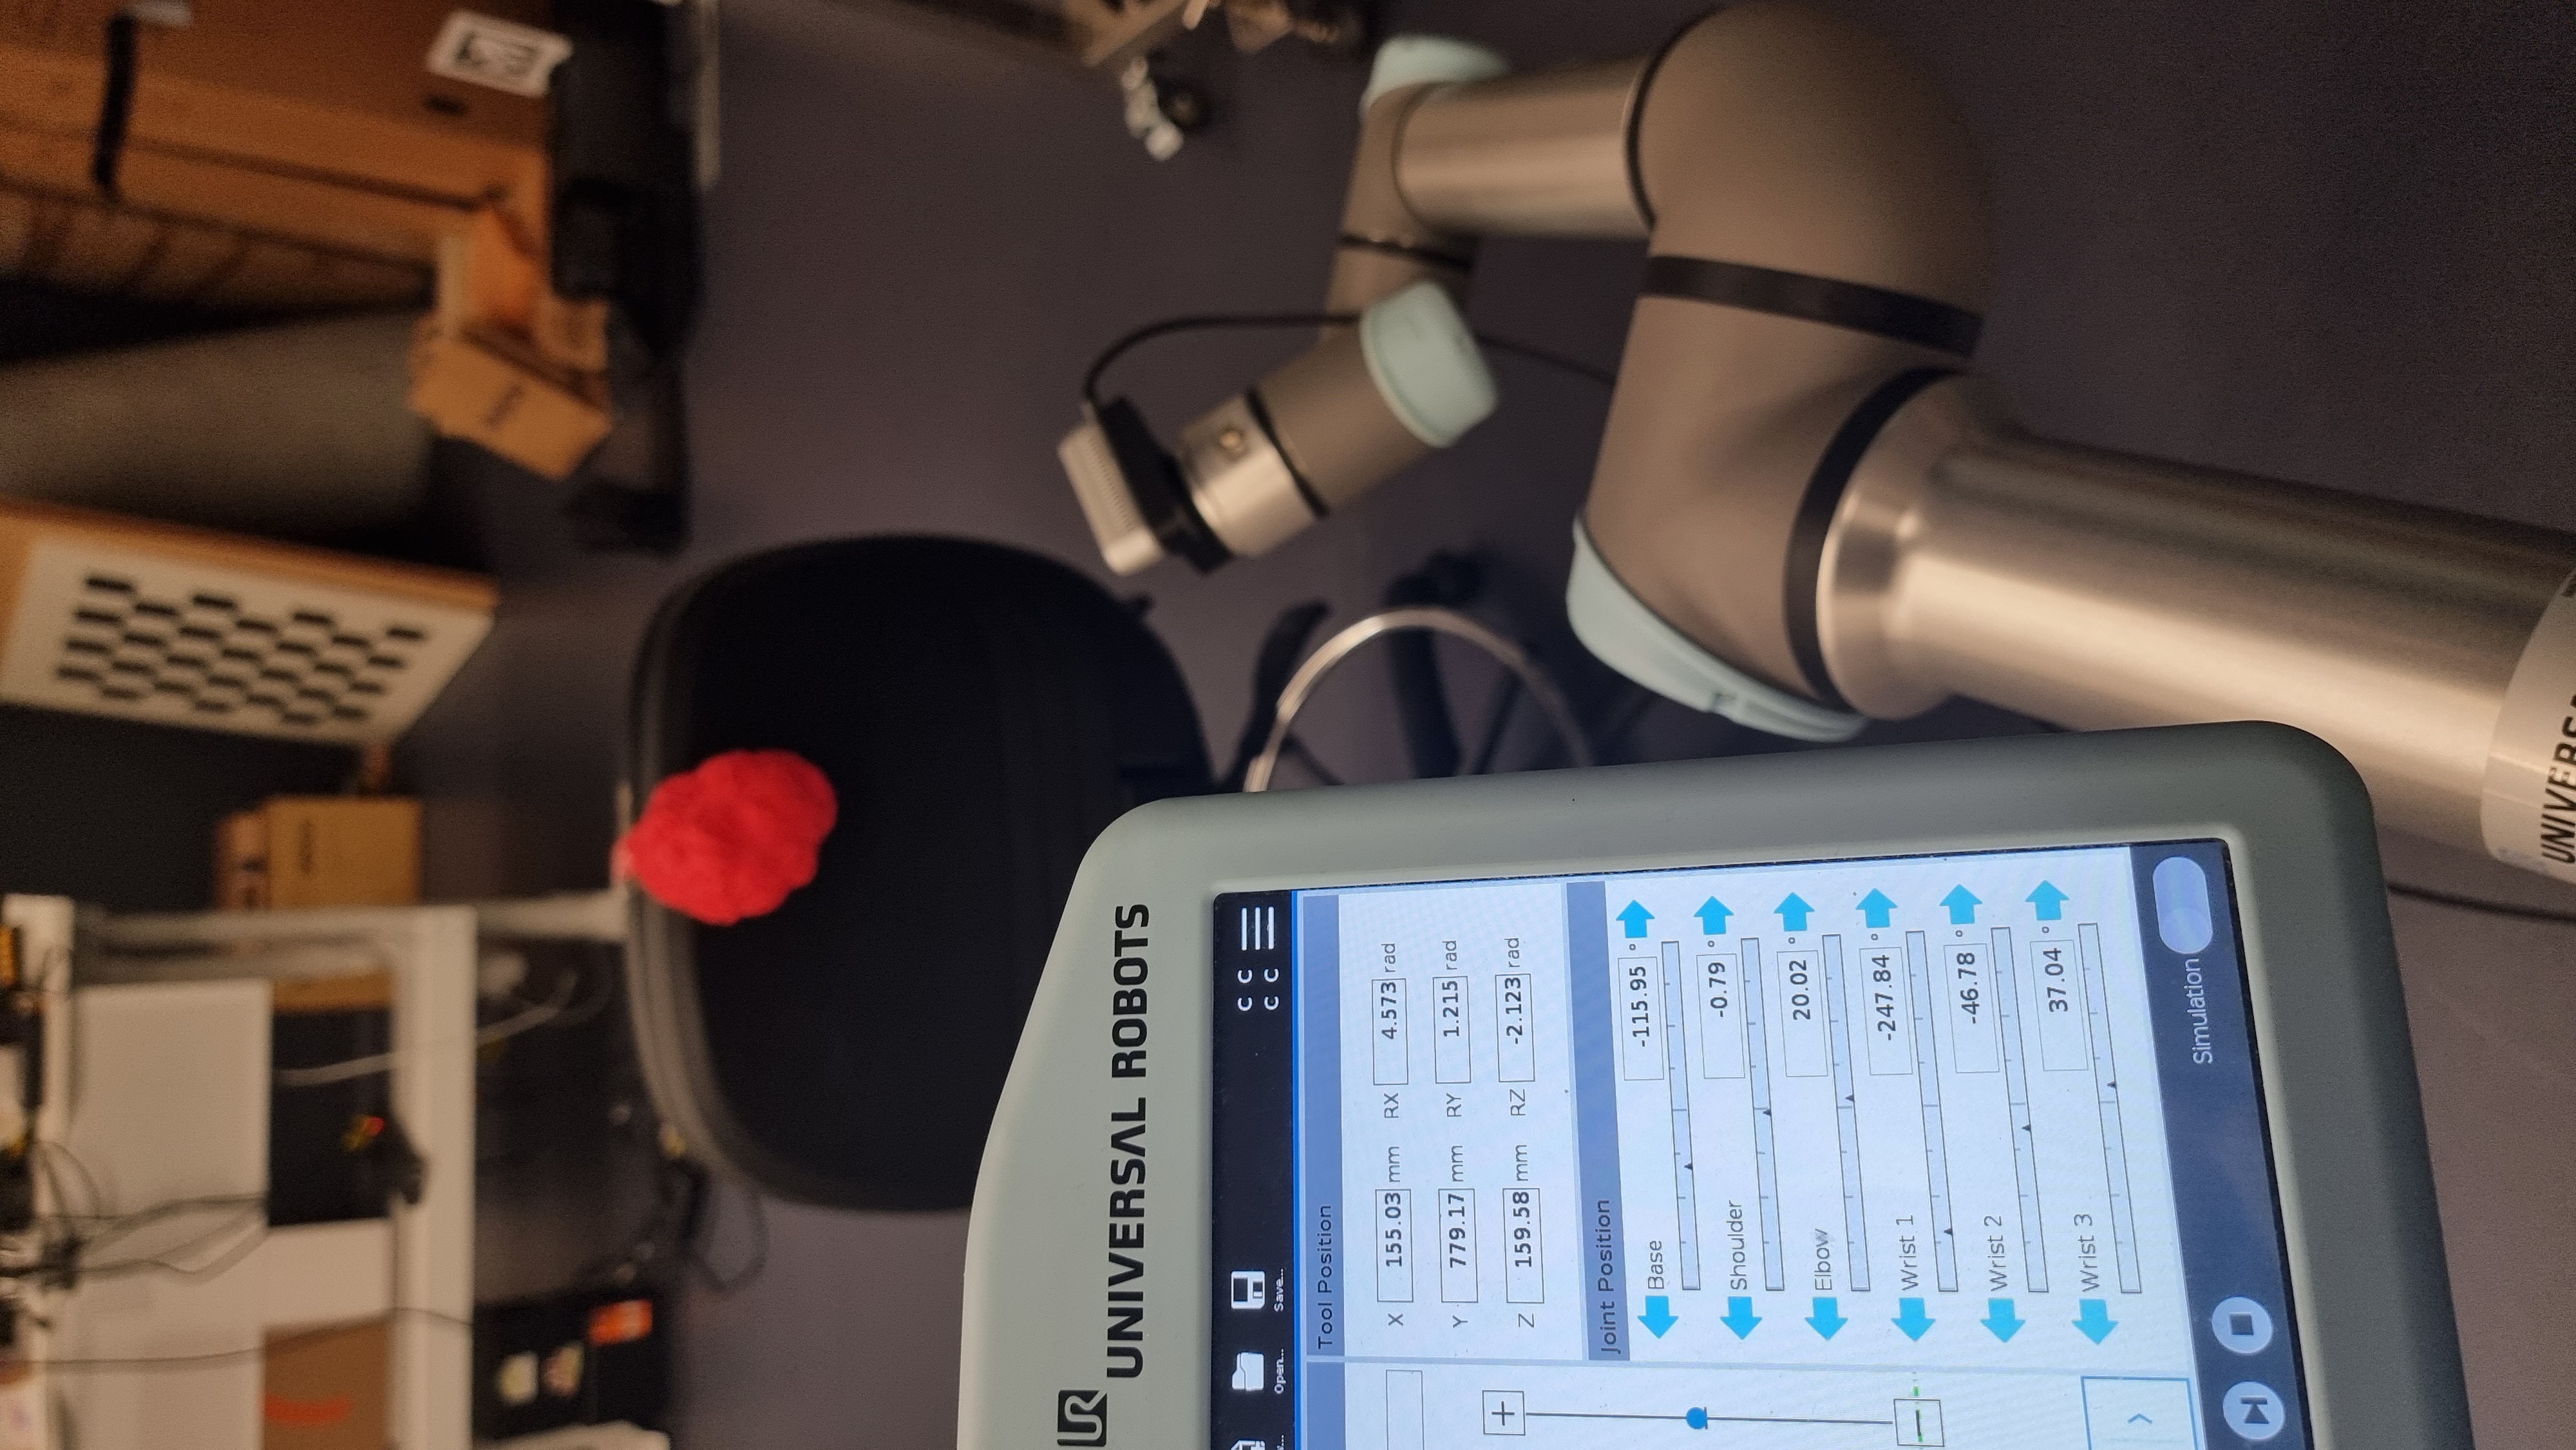 UR
UNIVERSAL ROBOTS
Open...
Save...
C C
C C
Tool Position
X 155.03 mm RX 4.573 rad
Y 779.17 mm RY 1.215 rad
Z 159.58 mm RZ -2.123 rad
Joint Position
Base -115.95 °
Shoulder -0.79 °
Elbow 20.02 °
Wrist 1 -247.84 °
Wrist 2 -46.78 °
Wrist 3 37.04 °
Simulation
UNIVERSA